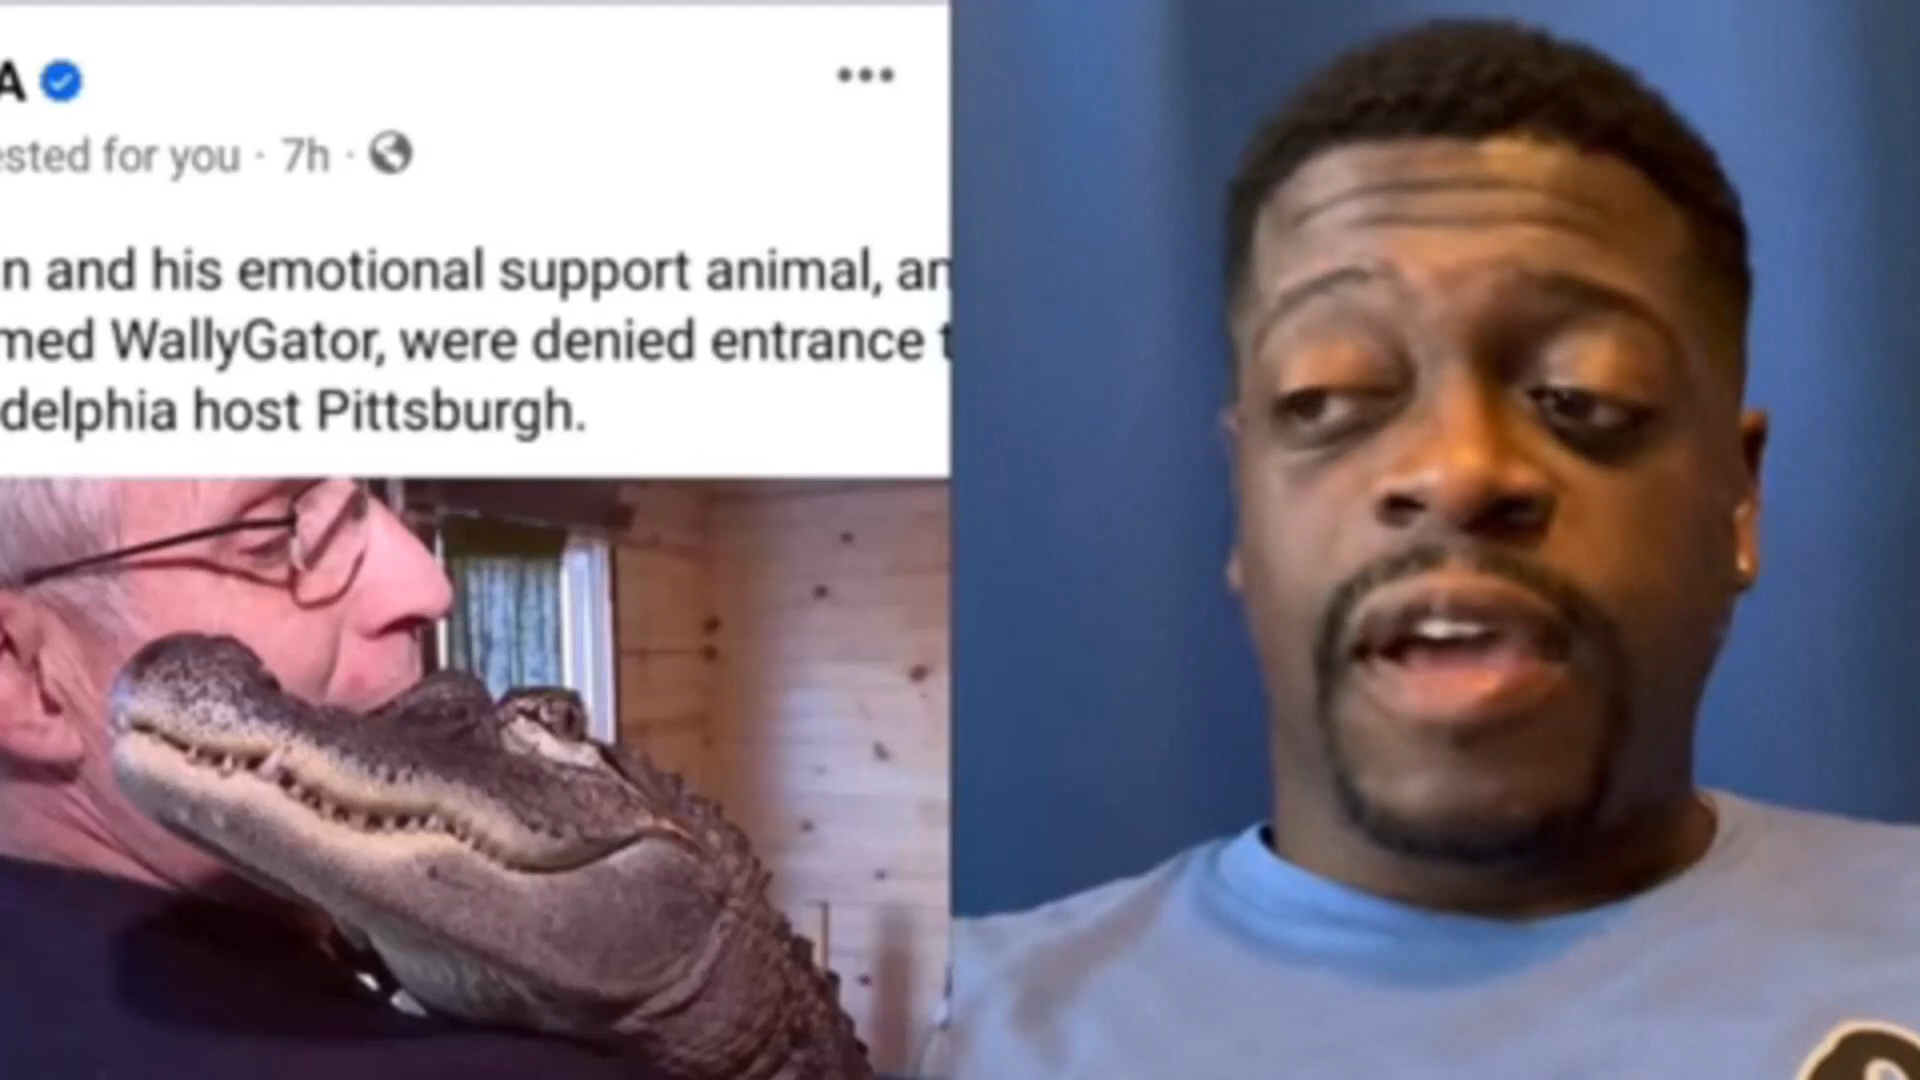 A
ested for you · 7h ·
n and his emotional support animal, an
med WallyGator, were denied entrance t
delphia host Pittsburgh.